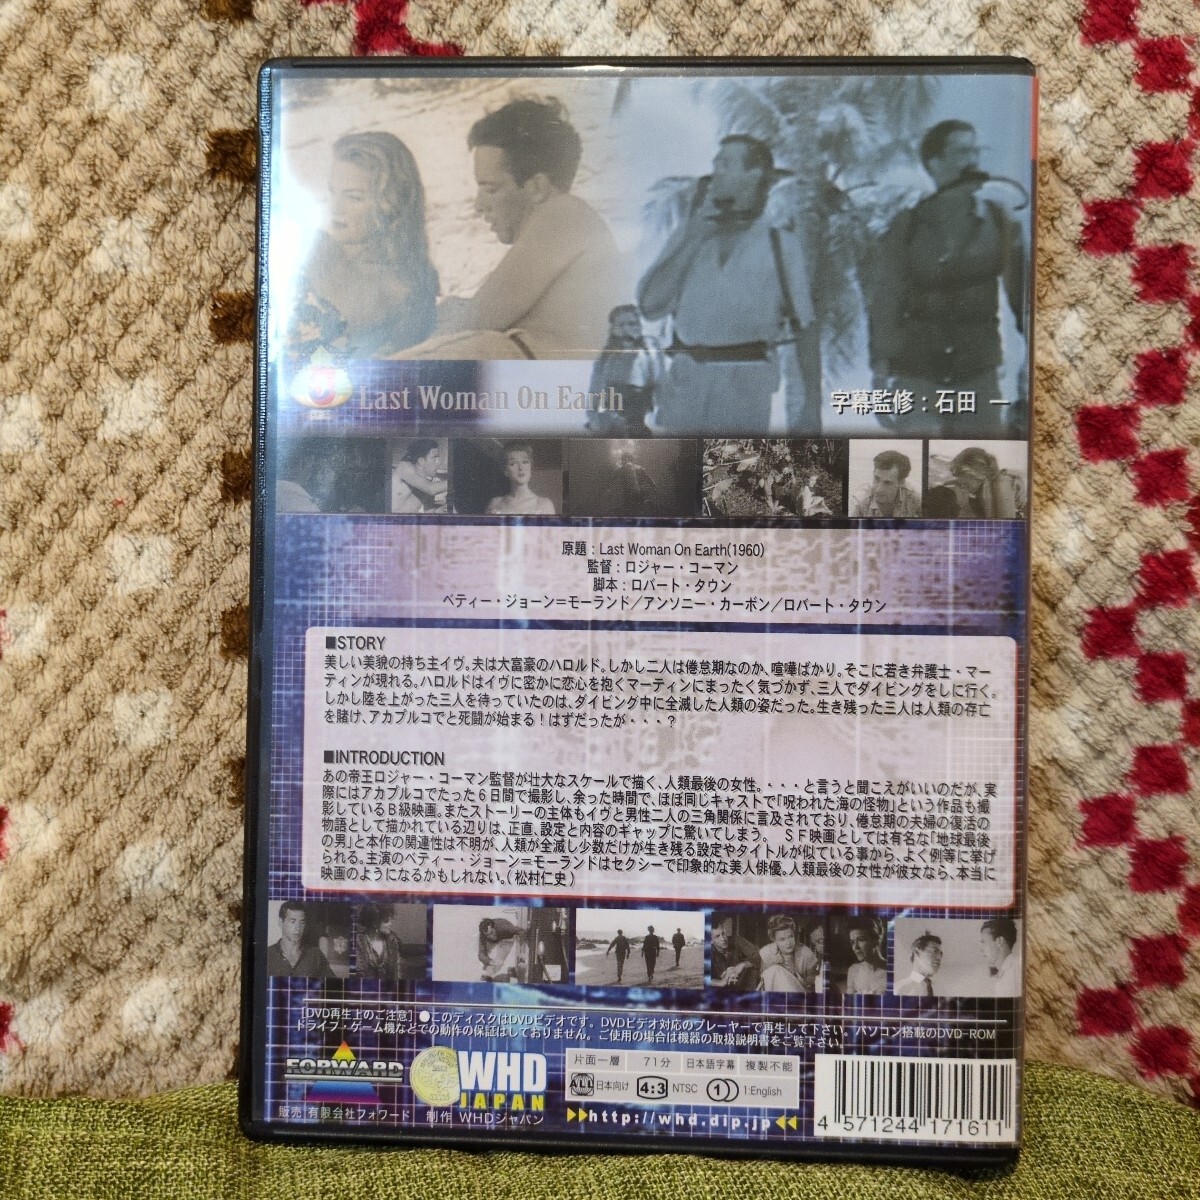 Last Woman On Earth
字幕監修：石田 一
原題：Last Woman On Earth(1960)
監督：ロジャー・コーマン
脚本：ロバート・タウン
ベティー・ジョーン＝モーランド／アンソニー・カーボン／ロバート・タウン
■STORY
美しい美貌の持ち主イヴ。夫は大富豪のハロルド。しかし二人は倦怠期なのか、喧嘩ばかり。そこに若き弁護士・マー
ティンが現れる。ハロルドはイヴに密かに恋心を抱くマーティンにまったく気づかず、三人でダイビングをしに行く。
しかし陸を上がった三人を待っていたのは、ダイビング中に全滅した人類の姿だった。生き残った三人は人類の存亡
を賭け、アカプルコでと死闘が始まる！はずだったが・・・？
■INTRODUCTION
あの帝王ロジャー・コーマン監督が壮大なスケールで描く、人類最後の女性。・・・と言うと聞こえがいいのだが、実
際にはアカプルコでたった６日間で撮影し、余った時間で、ほぼ同じキャストで「呪われた海の怪物」という作品も撮
影しているＢ級映画。またストーリーの主体もイヴと男性二人の三角関係に言及されており、倦怠期の夫婦の復活の
物語として描かれている辺りは、正直、設定と内容のギャップに驚いてしまう。 ＳＦ映画としては有名な「地球最後
の男」と本作の関連性は不明が、人類が全滅し少数だけが生き残る設定やタイトルが似ている事から、よく例等に挙げ
られる。主演のベティー・ジョーン＝モーランドはセクシーで印象的な美人俳優。人類最後の女性が彼女なら、本当に
映画のようになるかもしれない。（松村仁史）
[DVD再生上のご注意] ●このディスクはDVDビデオです。DVDビデオ対応のプレーヤーで再生して下さい。パソコン搭載のDVD-ROM
ドライブ・ゲーム機などでの動作の保証はしておりません。ご使用の場合は機器の取扱説明書をご覧下さい。
FORWARD
販売 有限会社フォワード
WHD
JAPAN
制作 WHDジャパン
片面一層 71分 日本語字幕 複製不能
ALL 日本向け 4:3 NTSC 1 1:English
http://whd.dip.jp
4 571244 171611